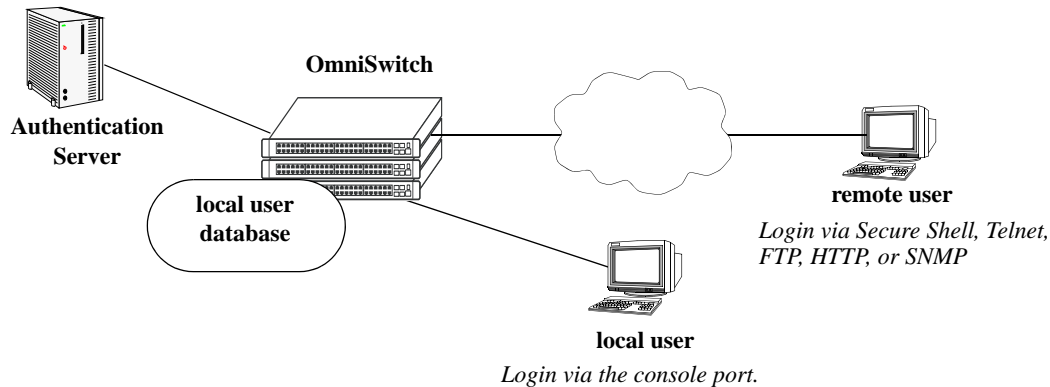 OmniSwitch
Authentication
Server
local user
database
remote user
Login via Secure Shell, Telnet,
FTP, HTTP, or SNMP
local user
Login via the console port.